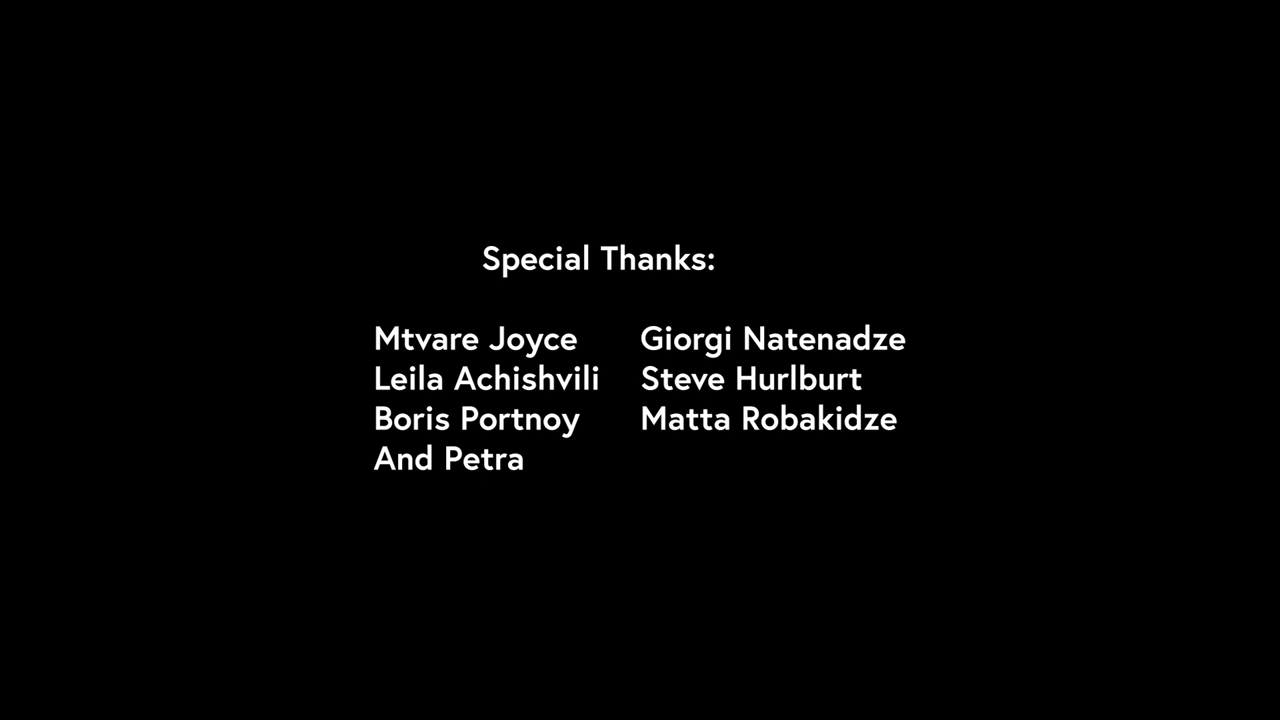 Special Thanks:
Mtvare Joyce
Leila Achishvili
Boris Portnoy
And Petra
Giorgi Natenadze
Steve Hurlburt
Matta Robakidze